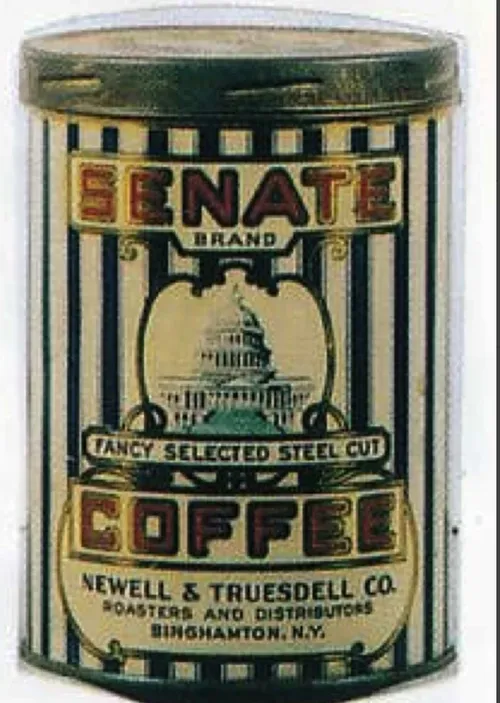 SENATE
BRAND
FANCY SELECTED STEEL CUT
COFFEE
NEWELL & TRUESDELL CO.
ROASTERS AND DISTRIBUTORS
BINGHAMTON, N.Y.